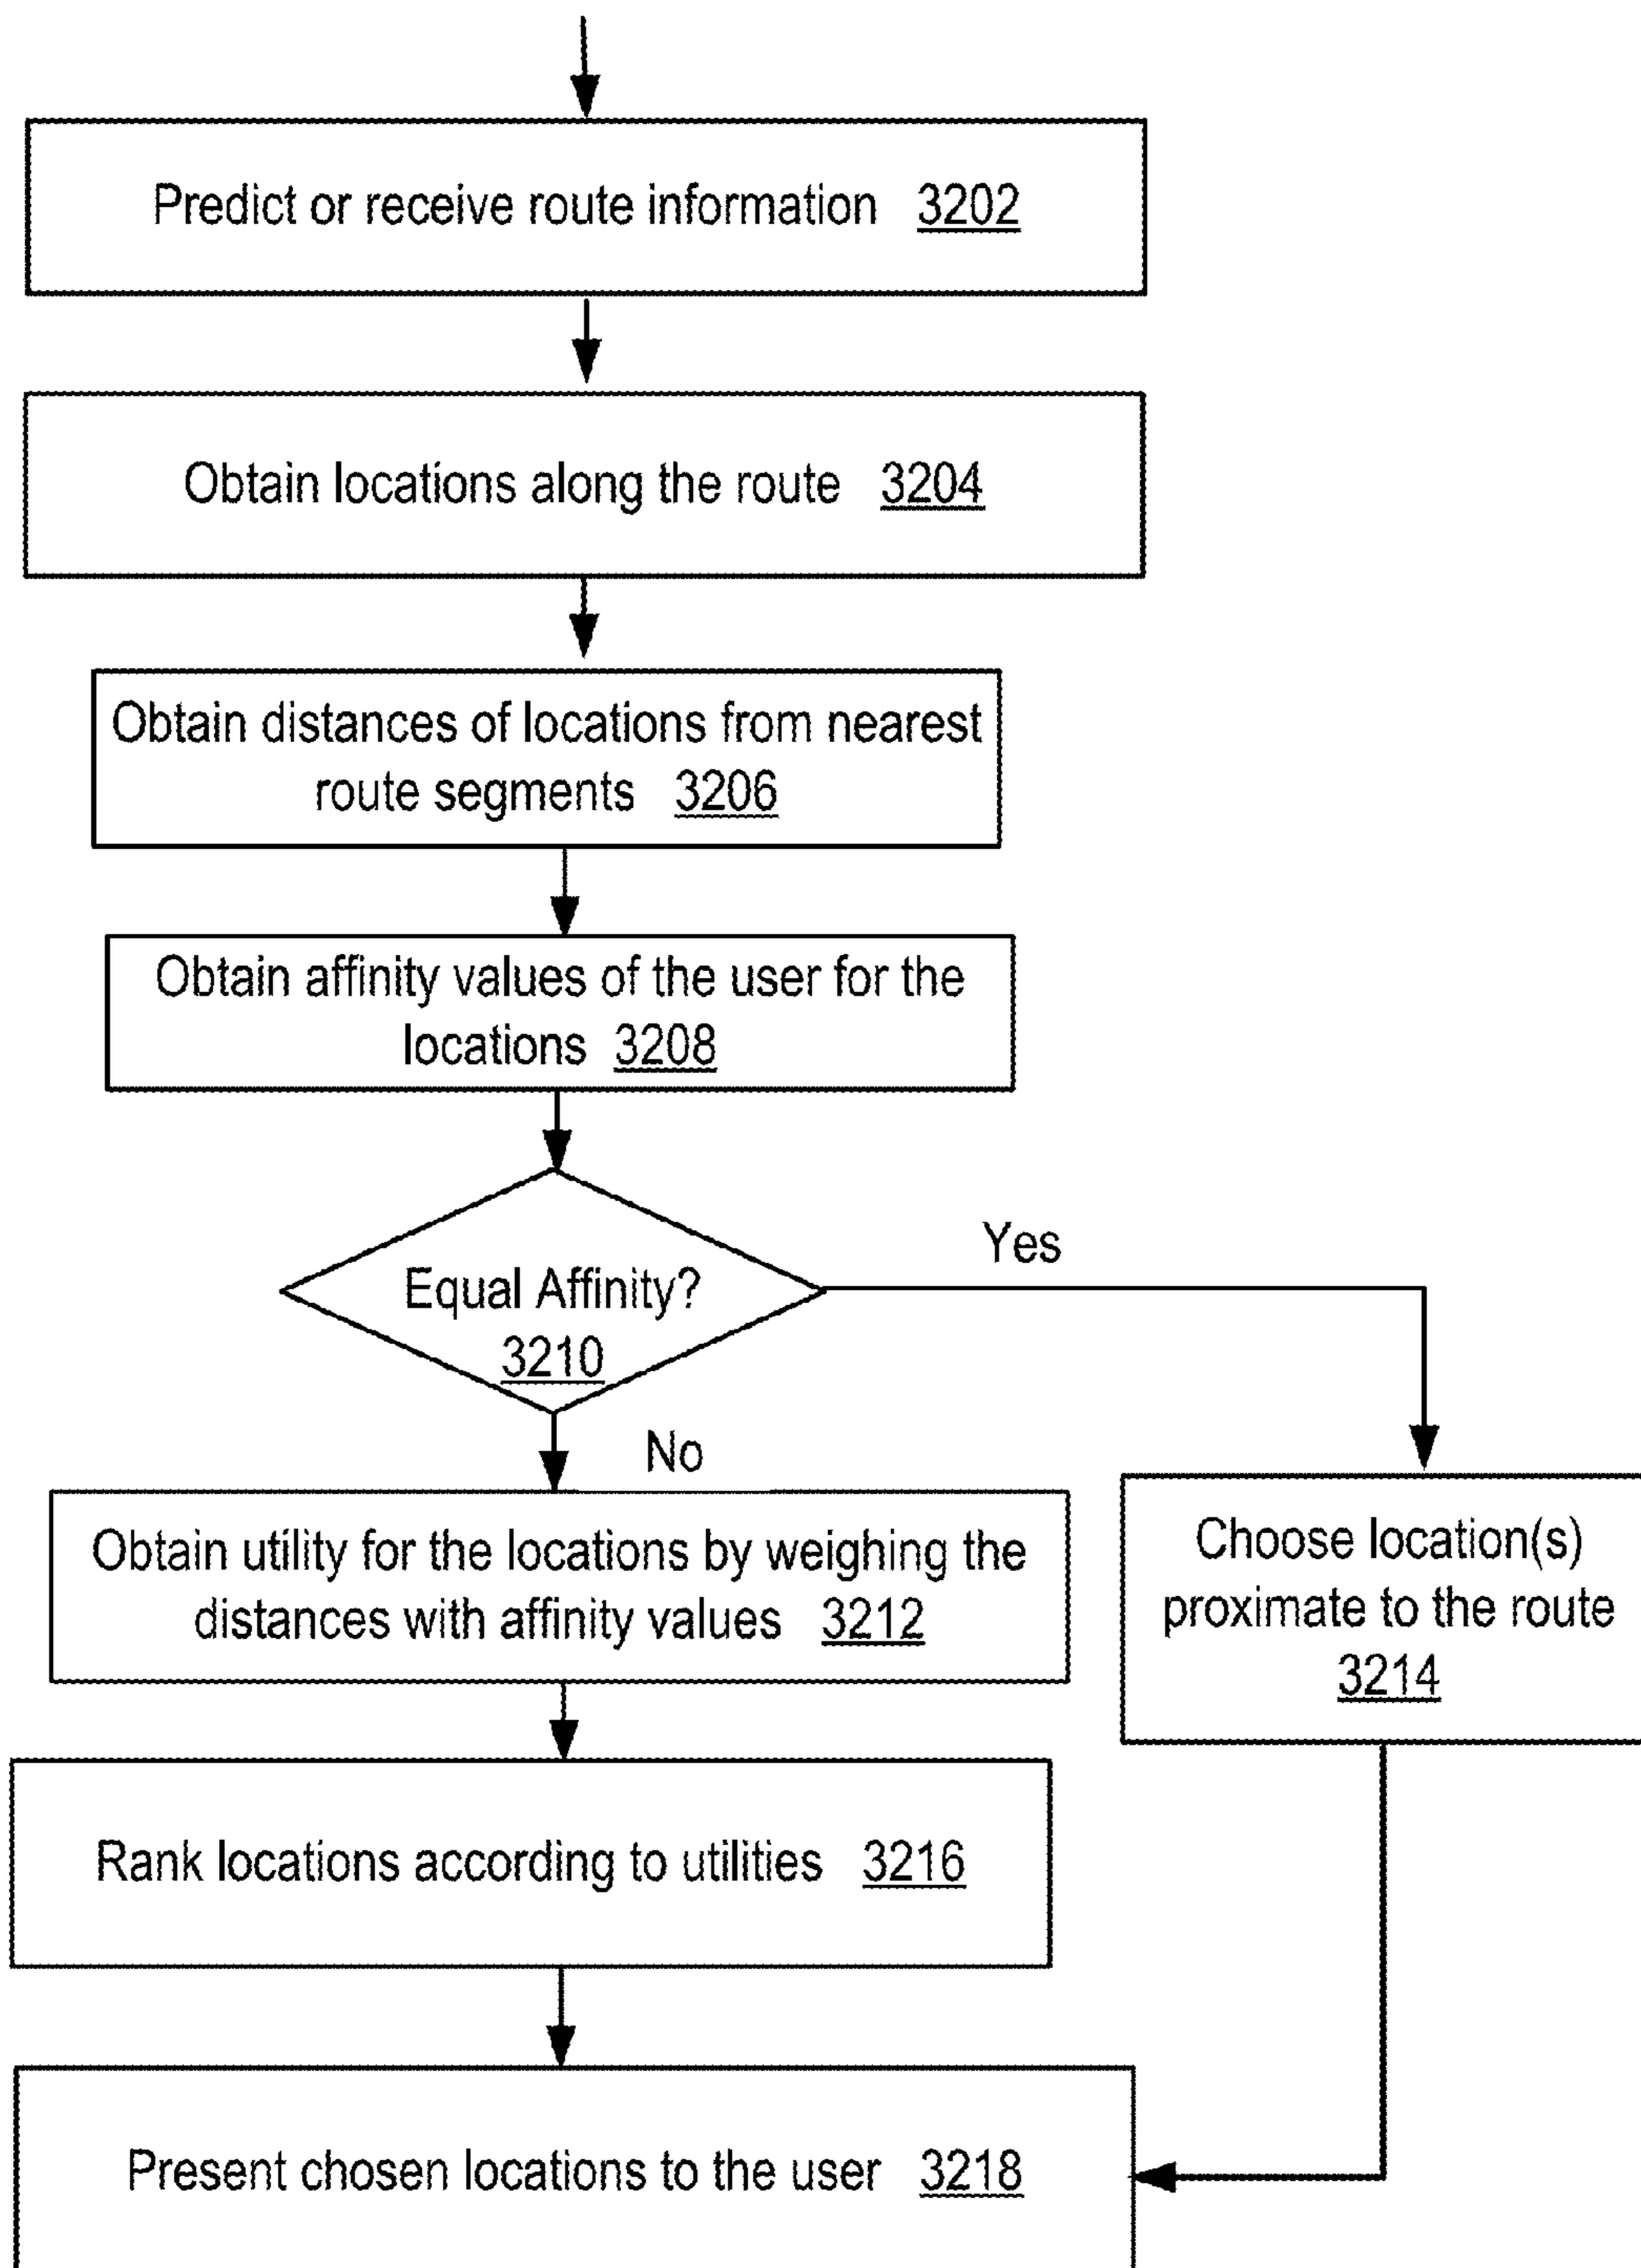 Predict or receive route information 3202
Obtain locations along the route 3204
Obtain distances of locations from nearest
route segments 3206
Obtain affinity values of the user for the
locations 3208
Equal Affinity?
3210
Yes
No
Obtain utility for the locations by weighing the
distances with affinity values 3212
Choose location(s)
proximate to the route
3214
Rank locations according to utilities 3216
Present chosen locations to the user 3218